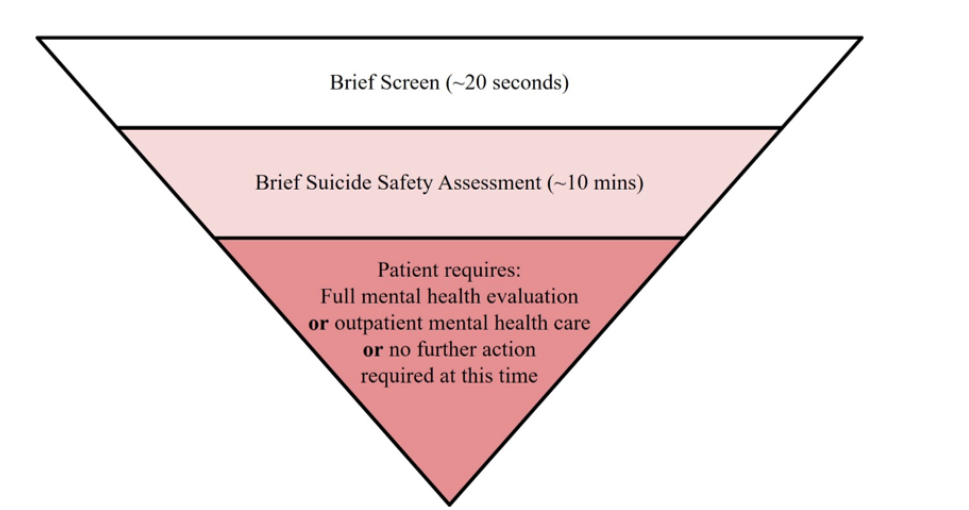 Brief Screen (~20 seconds)
Brief Suicide Safety Assessment (~10 mins)
Patient requires:
Full mental health evaluation
or outpatient mental health care
or no further action
required at this time